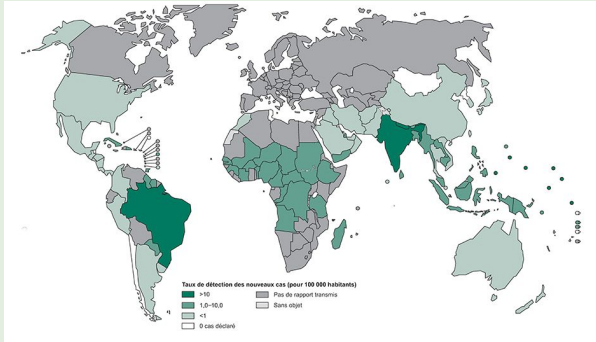 Taux de détection des nouveaux cas (pour 100 000 habitants)
>10
1,0–10,0
<1
0 cas déclaré
Pas de rapport transmis
Sans objet